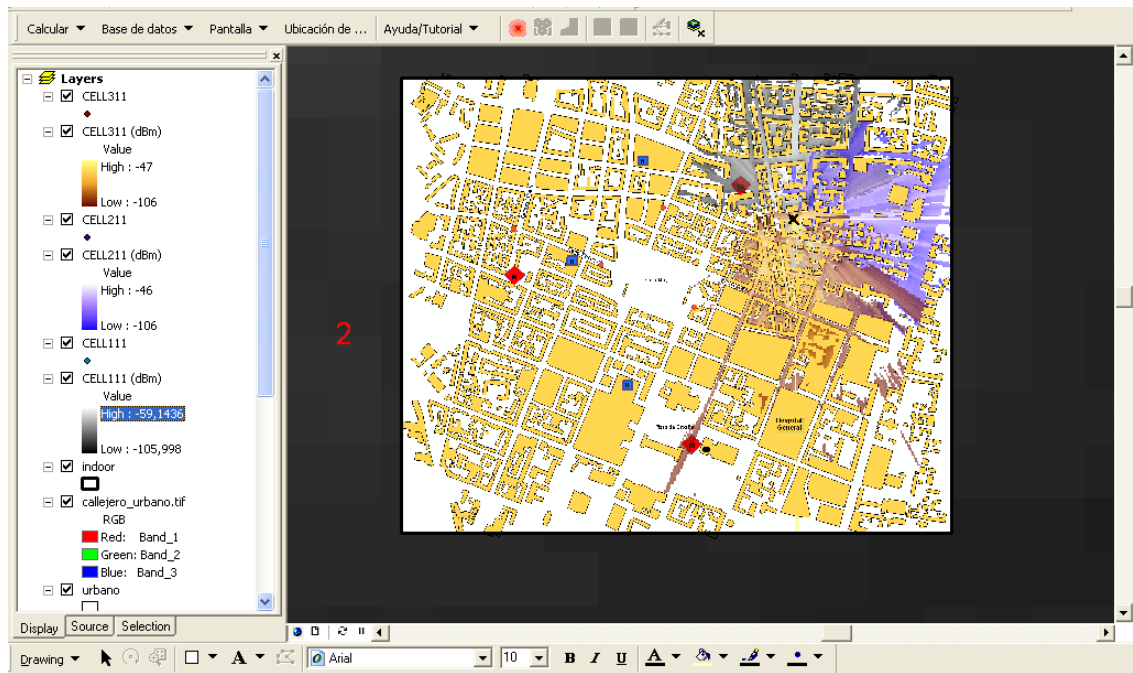 Calcular Base de datos Pantalla Ubicación de ... Ayuda/Tutorial
Layers
CELL311
CELL311 (dBm)
Value
High : -47
Low : -106
CELL211
CELL211 (dBm)
Value
High : -46
Low : -106
CELL111
CELL111 (dBm)
Value
High : -59,1436
Low : -105,998
indoor
callejero_urbano.tif
RGB
Red: Band_1
Green: Band_2
Blue: Band_3
urbano
2
Hospital
General
Display Source Selection
Drawing A Arial 10 B I U A